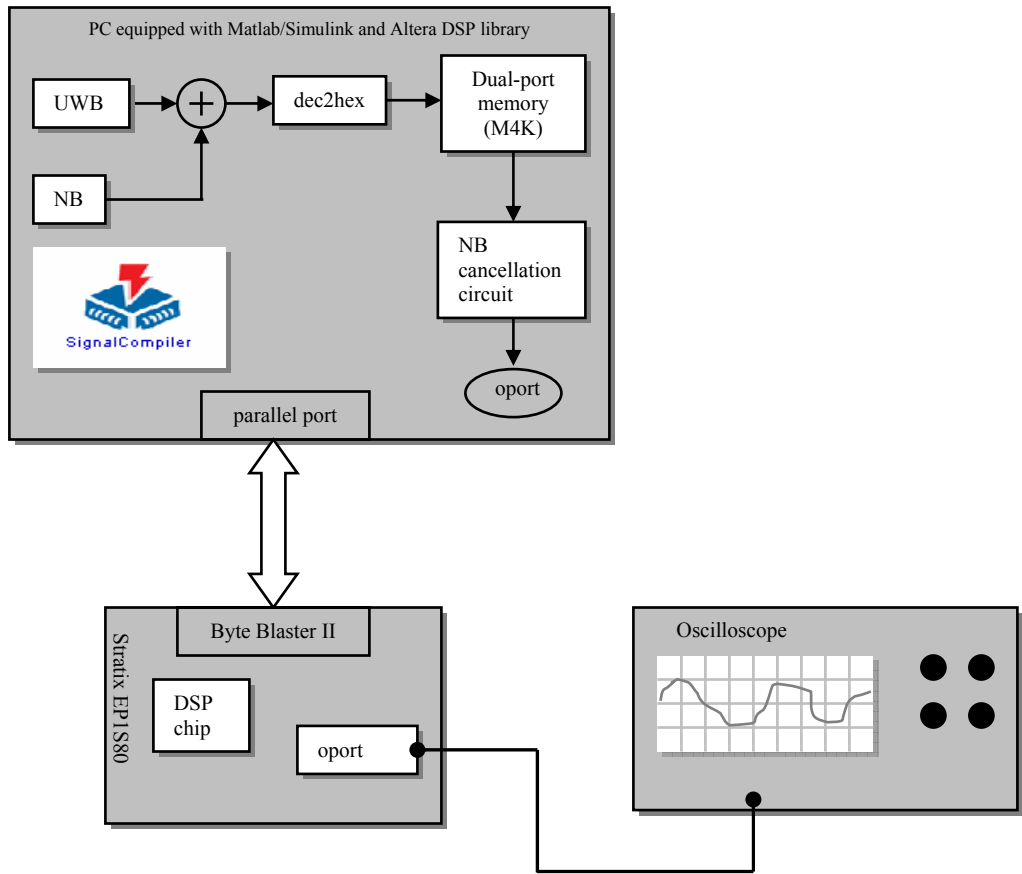 PC equipped with Matlab/Simulink and Altera DSP library
UWB
+
dec2hex
Dual-port
memory
(M4K)
NB
NB
cancellation
circuit
SignalCompiler
oport
parallel port
Byte Blaster II
Stratix EP1S80
DSP
chip
oport
Oscilloscope